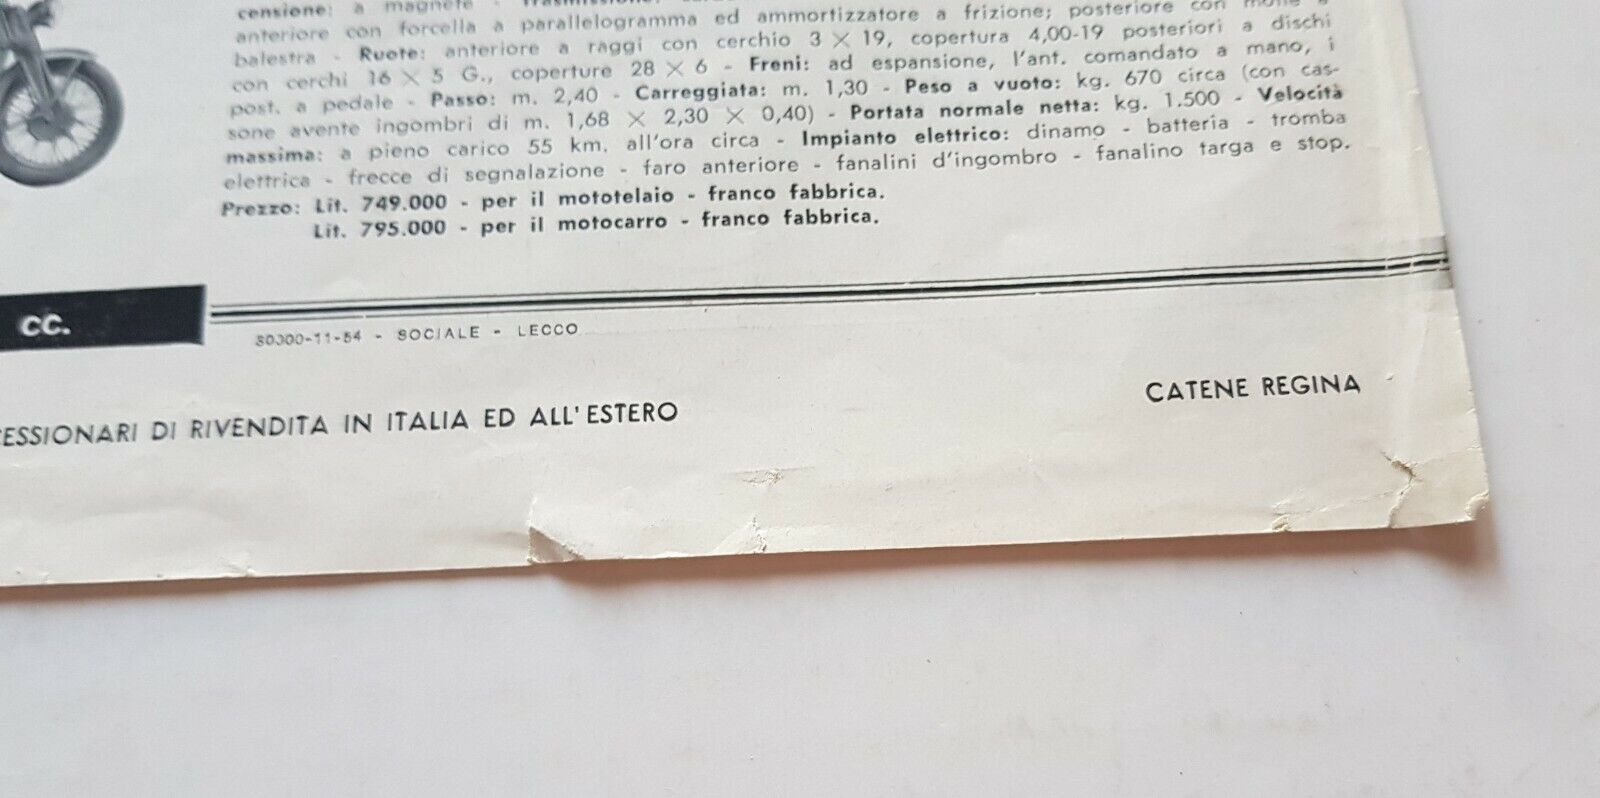 censione: a magnete - Trasmissione:
anteriore con forcella a parallelogramma ed ammortizzatore a frizione; posteriore con molle a
balestra - Ruote: anteriore a raggi con cerchio 3 × 19, copertura 4,00-19 posteriori a dischi
con cerchi 16 × 5 G., coperture 28 × 6 - Freni: ad espansione, l'ant. comandato a mano, i
post. a pedale - Passo: m. 2,40 - Carreggiata: m. 1,30 - Peso a vuoto: kg. 670 circa (con cas-
sone avente ingombri di m. 1,68 × 2,30 × 0,40) - Portata normale netta: kg. 1.500 - Velocità
massima: a pieno carico 55 km. all'ora circa - Impianto elettrico: dinamo - batteria - tromba
elettrica - frecce di segnalazione - faro anteriore - fanalini d'ingombro - fanalino targa e stop.
Prezzo: Lit. 749.000 - per il mototelaio - franco fabbrica.
Lit. 795.000 - per il motocarro - franco fabbrica.
cc.
30000-11-54 - SOCIALE - LECCO
ESSIONARI DI RIVENDITA IN ITALIA ED ALL'ESTERO
CATENE REGINA